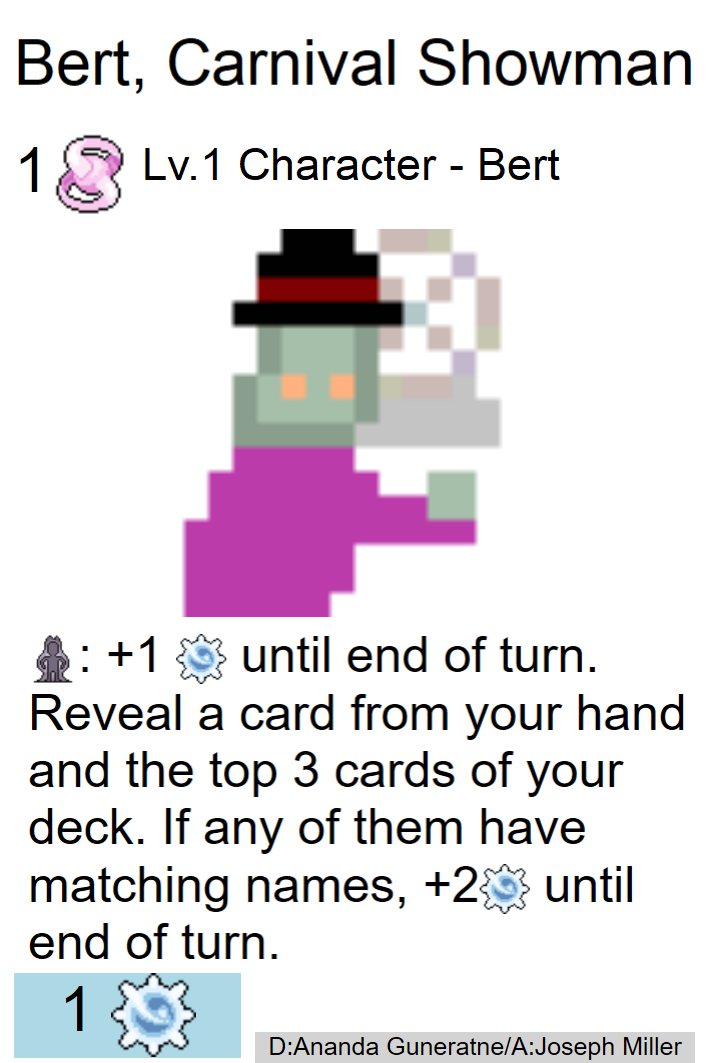 Bert, Carnival Showman
1 Lv.1 Character - Bert
: +1 until end of turn.
Reveal a card from your hand
and the top 3 cards of your
deck. If any of them have
matching names, +2 until
end of turn.
1
D:Ananda Guneratne/A:Joseph Miller